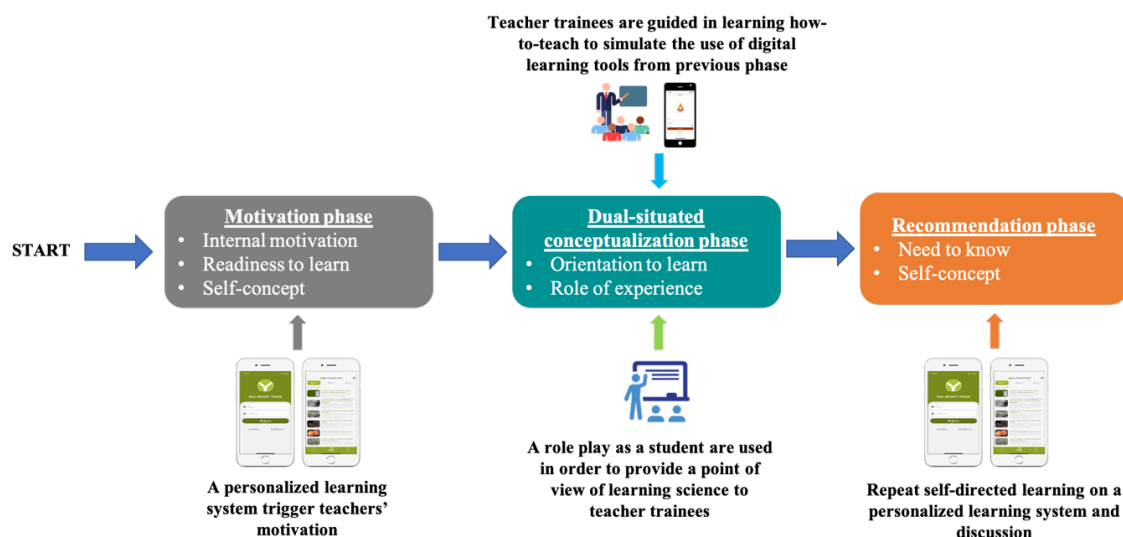 Teacher trainees are guided in learning how-
to-teach to simulate the use of digital
learning tools from previous phase
START
Motivation phase
• Internal motivation
• Readiness to learn
• Self-concept
Dual-situated
conceptualization phase
• Orientation to learn
• Role of experience
Recommendation phase
• Need to know
• Self-concept
A personalized learning
system trigger teachers’
motivation
A role play as a student are used
in order to provide a point of
view of learning science to
teacher trainees
Repeat self-directed learning on a
personalized learning system and
discussion